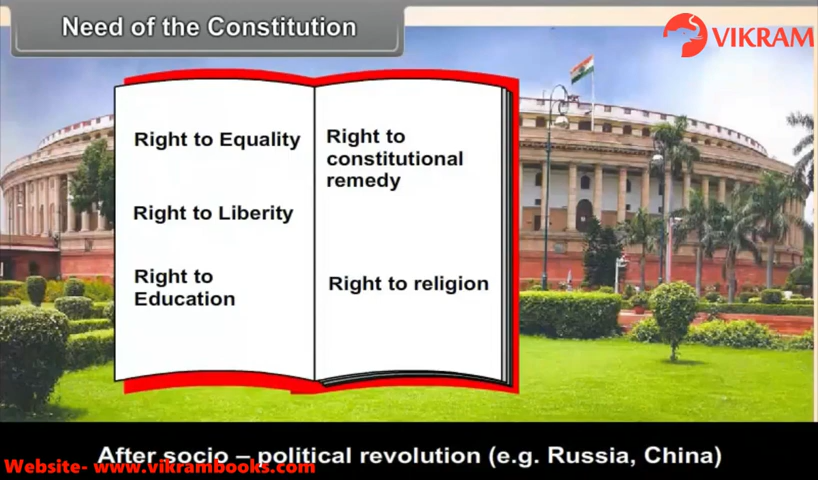 Need of the Constitution
VIKRAM
Right to Equality
Right to Liberity
Right to
Education
Right to
constitutional
remedy
Right to religion
After socio – political revolution (e.g. Russia, China)
Website- www.vikrambooks.com